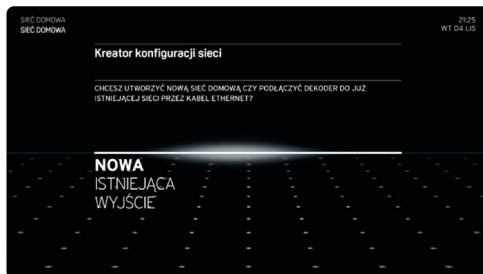 SIEĆ DOMOWA
SIEĆ DOMOWA
21:25
WT 04 LIS
Kreator konfiguracji sieci
CHCESZ UTWORZYĆ NOWĄ SIEĆ DOMOWĄ CZY PODŁĄCZYĆ DEKODER DO JUŻ
ISTNIEJĄCEJ SIECI PRZEZ KABEL ETHERNET?
NOWA
ISTNIEJĄCA
WYJŚCIE